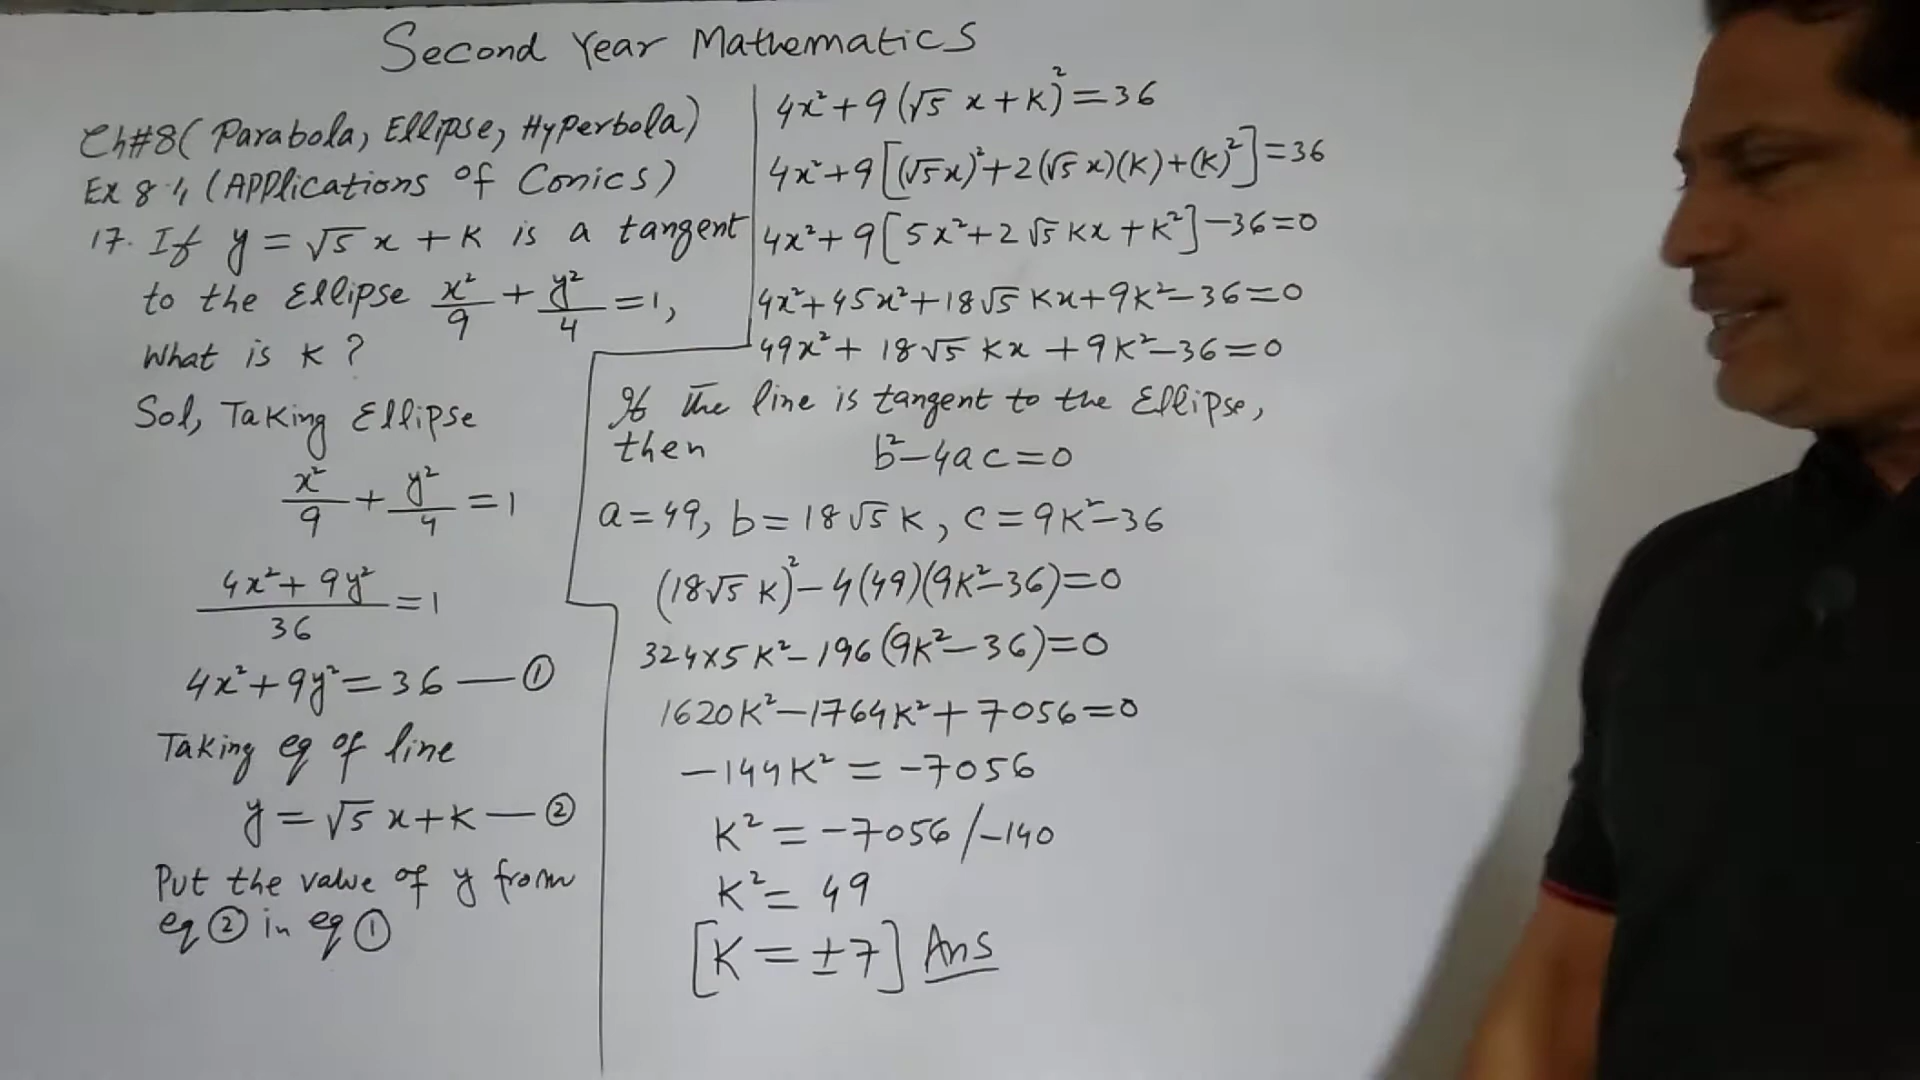 Second Year Mathematics
Ch#8(Parabola, Ellipse, Hyperbola)
Ex 8.1, (Applications of Conics)
17. If y = √5 x + K is a tangent
to the Ellipse x²/9 + y²/4 = 1,
What is K?
Sol, Taking Ellipse
x²/9 + y²/4 = 1
4x² + 9y²/36 = 1
4x² + 9y² = 36 — ①
Taking eq of line
y = √5 x + K — ②
Put the value of y from
eq ② in eq ①
4x² + 9(√5 x + K)² = 36
4x² + 9[(√5x)² + 2(√5 x)(K) + (K)²] = 36
4x² + 9[5x² + 2√5 Kx + K²] - 36 = 0
4x² + 45x² + 18√5 Kx + 9K² - 36 = 0
49x² + 18√5 Kx + 9K² - 36 = 0
If The line is tangent to the Ellipse,
then b² - 4ac = 0
a = 49, b = 18√5 K, c = 9K² - 36
(18√5 K)² - 4(49)(9K² - 36) = 0
324×5K² - 196(9K² - 36) = 0
1620K² - 1764K² + 7056 = 0
-144K² = -7056
K² = -7056/-140
K² = 49
[K = ±7] Ans